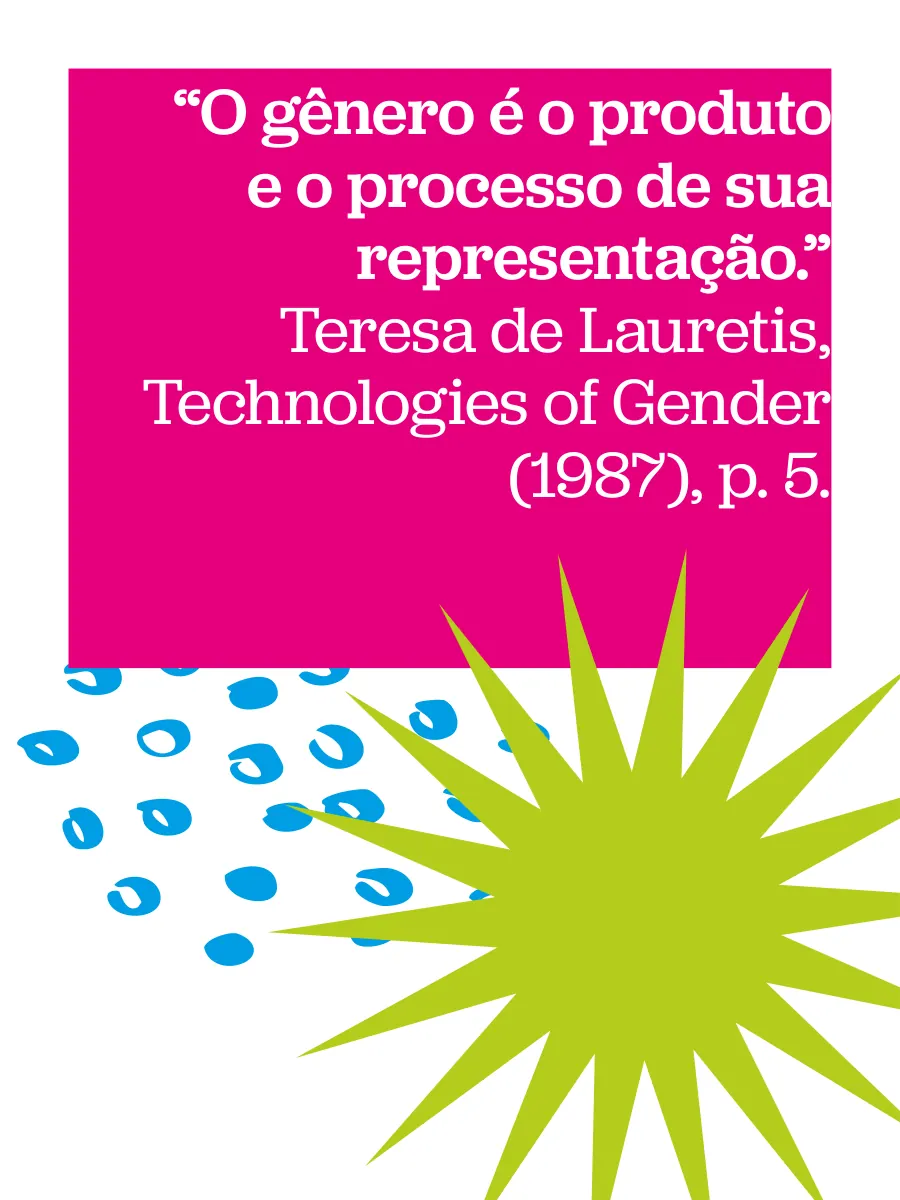 “O gênero é o produto
e o processo de sua
representação.”
Teresa de Lauretis,
Technologies of Gender
(1987), p. 5.